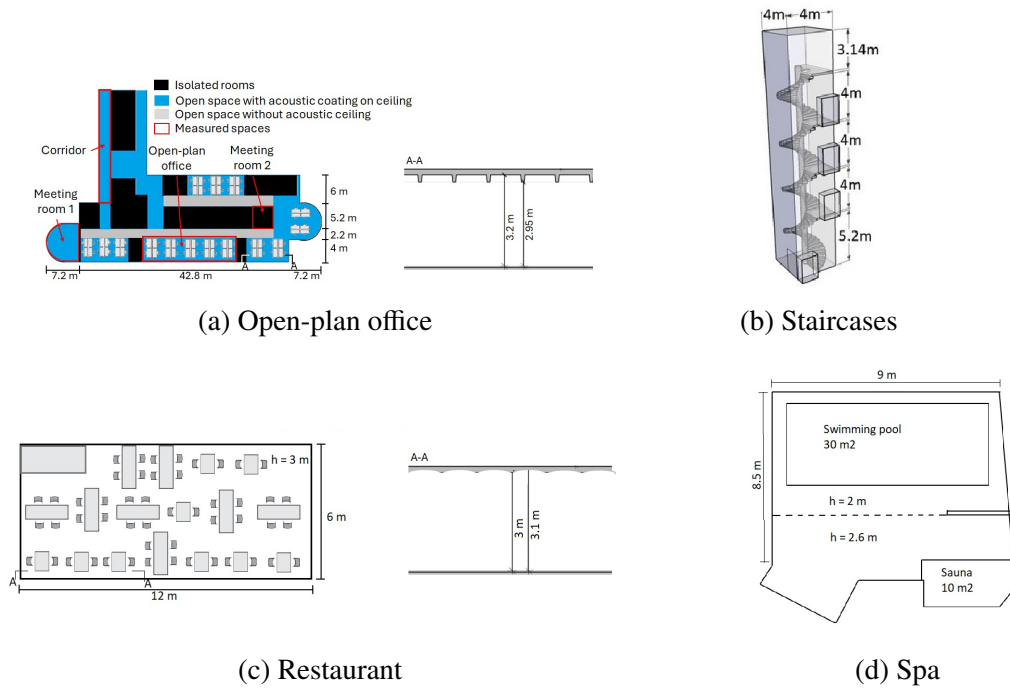 Isolated rooms
Open space with acoustic coating on ceiling
Open space without acoustic ceiling
Measured spaces
Corridor
Open-plan
office
Meeting
room 2
Meeting
room 1
6 m
5.2 m
2.2 m
4 m
A
A
7.2 m
42.8 m
7.2 m
A-A
3.2 m
2.95 m
(a) Open-plan office
4m
4m
3.14m
4m
4m
4m
5.2m
(b) Staircases
h = 3 m
6 m
A
A
12 m
A-A
3 m
3.1 m
(c) Restaurant
9 m
Swimming pool
30 m2
8.5 m
h = 2 m
h = 2.6 m
Sauna
10 m2
(d) Spa